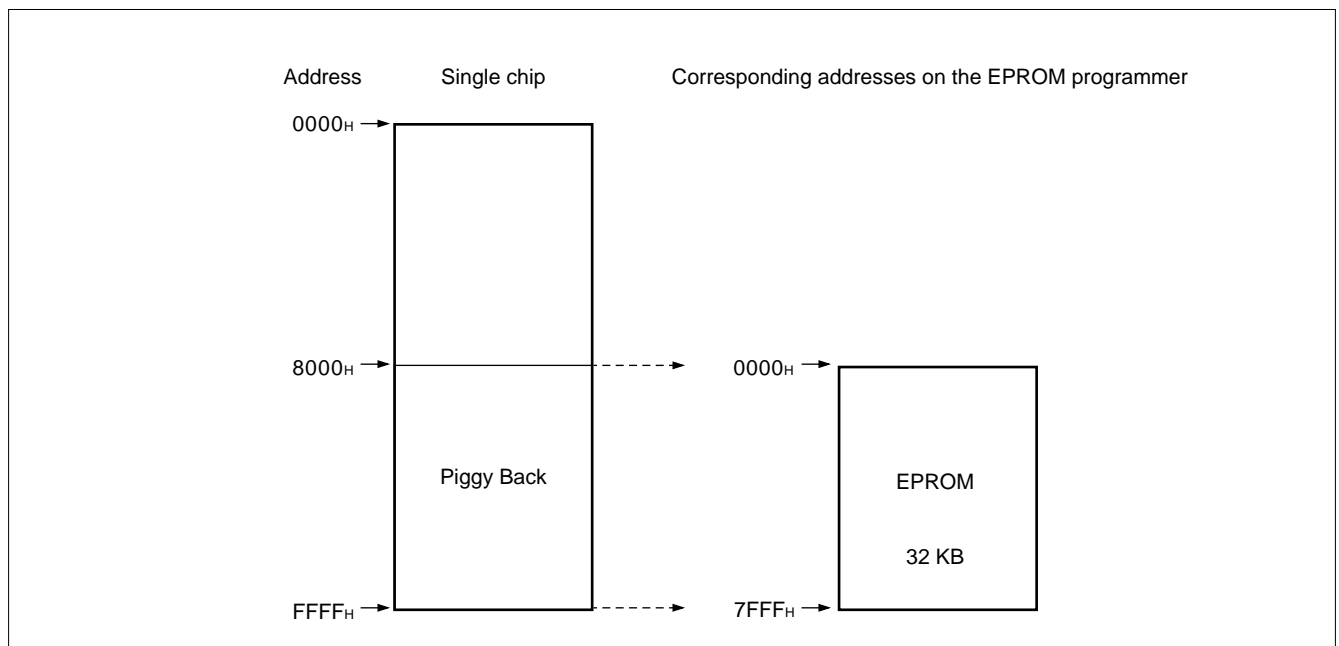 Address Single chip Corresponding addresses on the EPROM programmer
0000H
8000H 0000H
Piggy Back
EPROM
32 KB
FFFFH 7FFFH